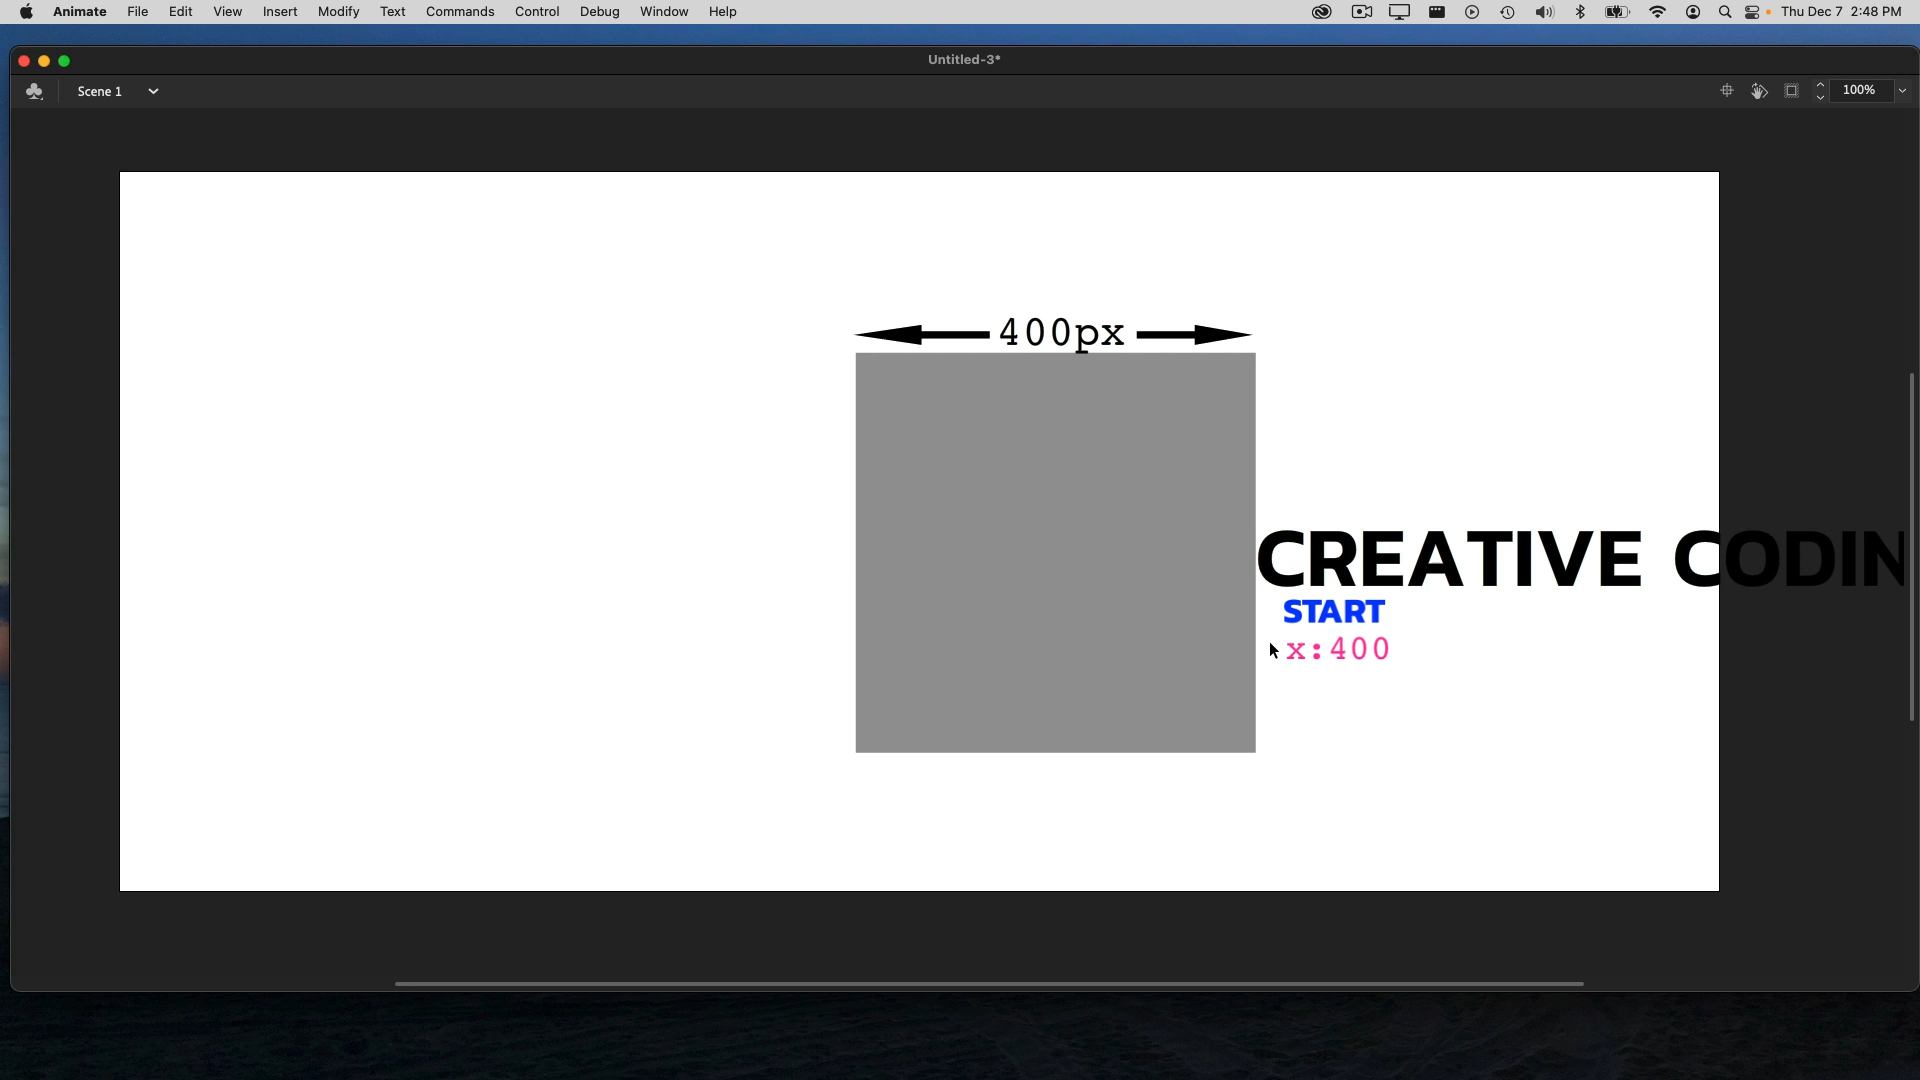 Animate File Edit View Insert Modify Text Commands Control Debug Window Help Thu Dec 7 2:48 PM
Untitled-3*
Scene 1 100%
400px
CREATIVE CODIN
START
x:400